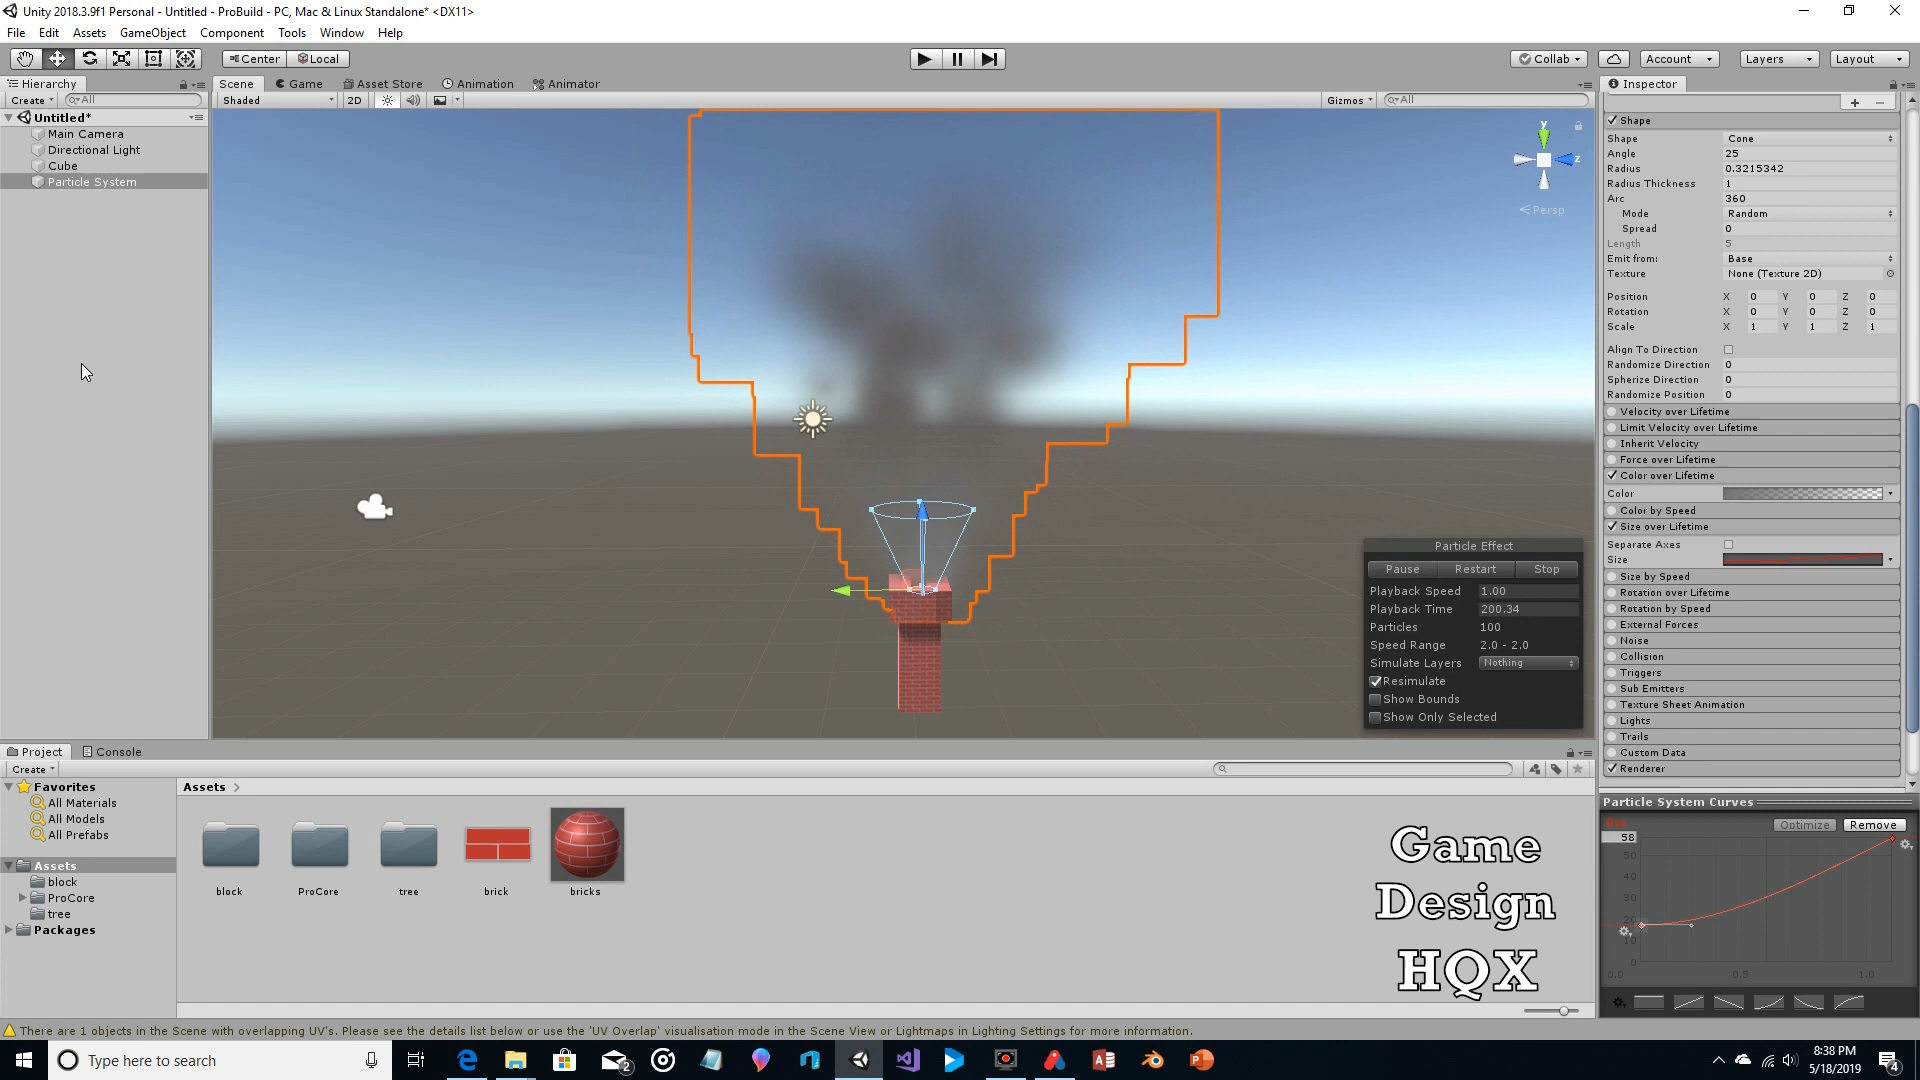 Unity 2018.3.9f1 Personal - Untitled - ProBuild - PC, Mac & Linux Standalone* <DX11>
File Edit Assets GameObject Component Tools Window Help
Center Local Collab Account Layers Layout
Hierarchy Scene Game Asset Store Animation Animator Inspector
Create All Shaded 2D Gizmos All
Untitled*
Main Camera
Directional Light
Cube
Particle System
y
z
Persp
Particle Effect
Pause Restart Stop
Playback Speed 1.00
Playback Time 200.34
Particles 100
Speed Range 2.0 - 2.0
Simulate Layers Nothing
Resimulate
Show Bounds
Show Only Selected
Shape
Shape Cone
Angle 25
Radius 0.3215342
Radius Thickness 1
Arc 360
Mode Random
Spread 0
Length 5
Emit from: Base
Texture None (Texture 2D)
Position X 0 Y 0 Z 0
Rotation X 0 Y 0 Z 0
Scale X 1 Y 1 Z 1
Align To Direction
Randomize Direction 0
Spherize Direction 0
Randomize Position 0
Velocity over Lifetime
Limit Velocity over Lifetime
Inherit Velocity
Force over Lifetime
Color over Lifetime
Color
Color by Speed
Size over Lifetime
Separate Axes
Size
Size by Speed
Rotation over Lifetime
Rotation by Speed
External Forces
Noise
Collision
Triggers
Sub Emitters
Texture Sheet Animation
Lights
Trails
Custom Data
Renderer
Particle System Curves
Optimize Remove
58
50
40
30
20
10
0
0.0 0.5 1.0
Project Console
Create
Favorites
All Materials
All Models
All Prefabs
Assets
block
ProCore
tree
Packages
Assets
block ProCore tree brick bricks
Game
Design
HQX
There are 1 objects in the Scene with overlapping UV's. Please see the details list below or use the 'UV Overlap' visualisation mode in the Scene View or Lightmaps in Lighting Settings for more information.
Type here to search
2
8:38 PM
5/18/2019
4